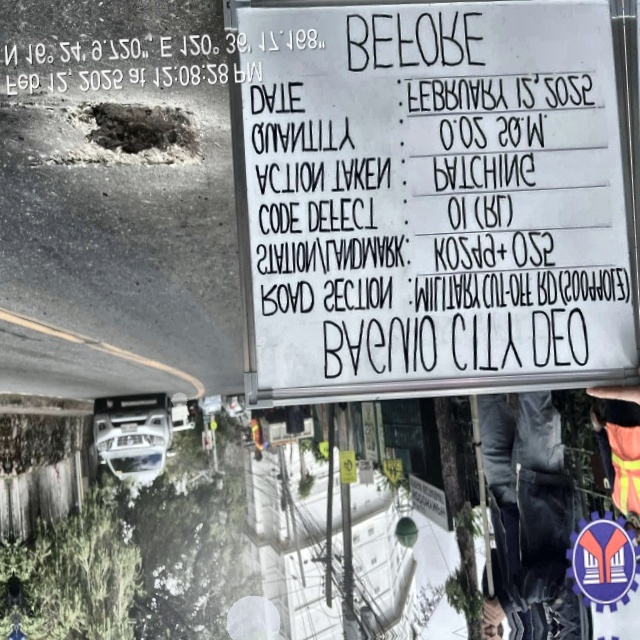 BAGUIO CITY DEO
ROAD SECTION : MILITARY CUT-OFF RD (S00440LZ)
STATION/LANDMARK: K0249+025
CODE DEFECT : 01 (RL)
ACTION TAKEN : PATCHING
QUANTITY : 0.02 SQ.M.
DATE : FEBRUARY 12, 2025
BEFORE
Feb 12, 2025 at 12:08:28 PM
N 16° 24' 9.720", E 120° 36' 17.168"